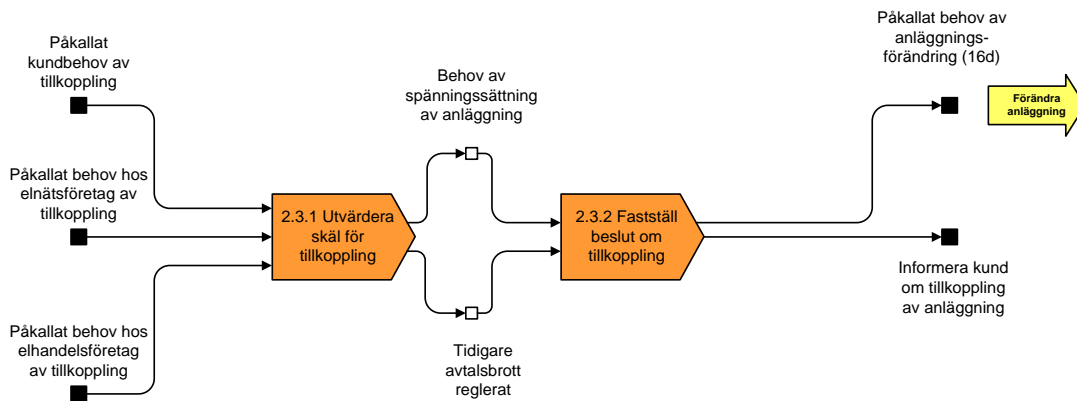 Påkallat
kundbehov av
tillkoppling
Påkallat behov hos
elnätsföretag av
tillkoppling
Påkallat behov hos
elhandelsföretag
av tillkoppling
2.3.1 Utvärdera
skäl för
tillkoppling
Behov av
spänningssättning
av anläggning
Tidigare
avtalsbrott
reglerat
2.3.2 Fastställ
beslut om
tillkoppling
Påkallat behov av
anläggnings-
förändring (16d)
Förändra
anläggning
Informera kund
om tillkoppling
av anläggning